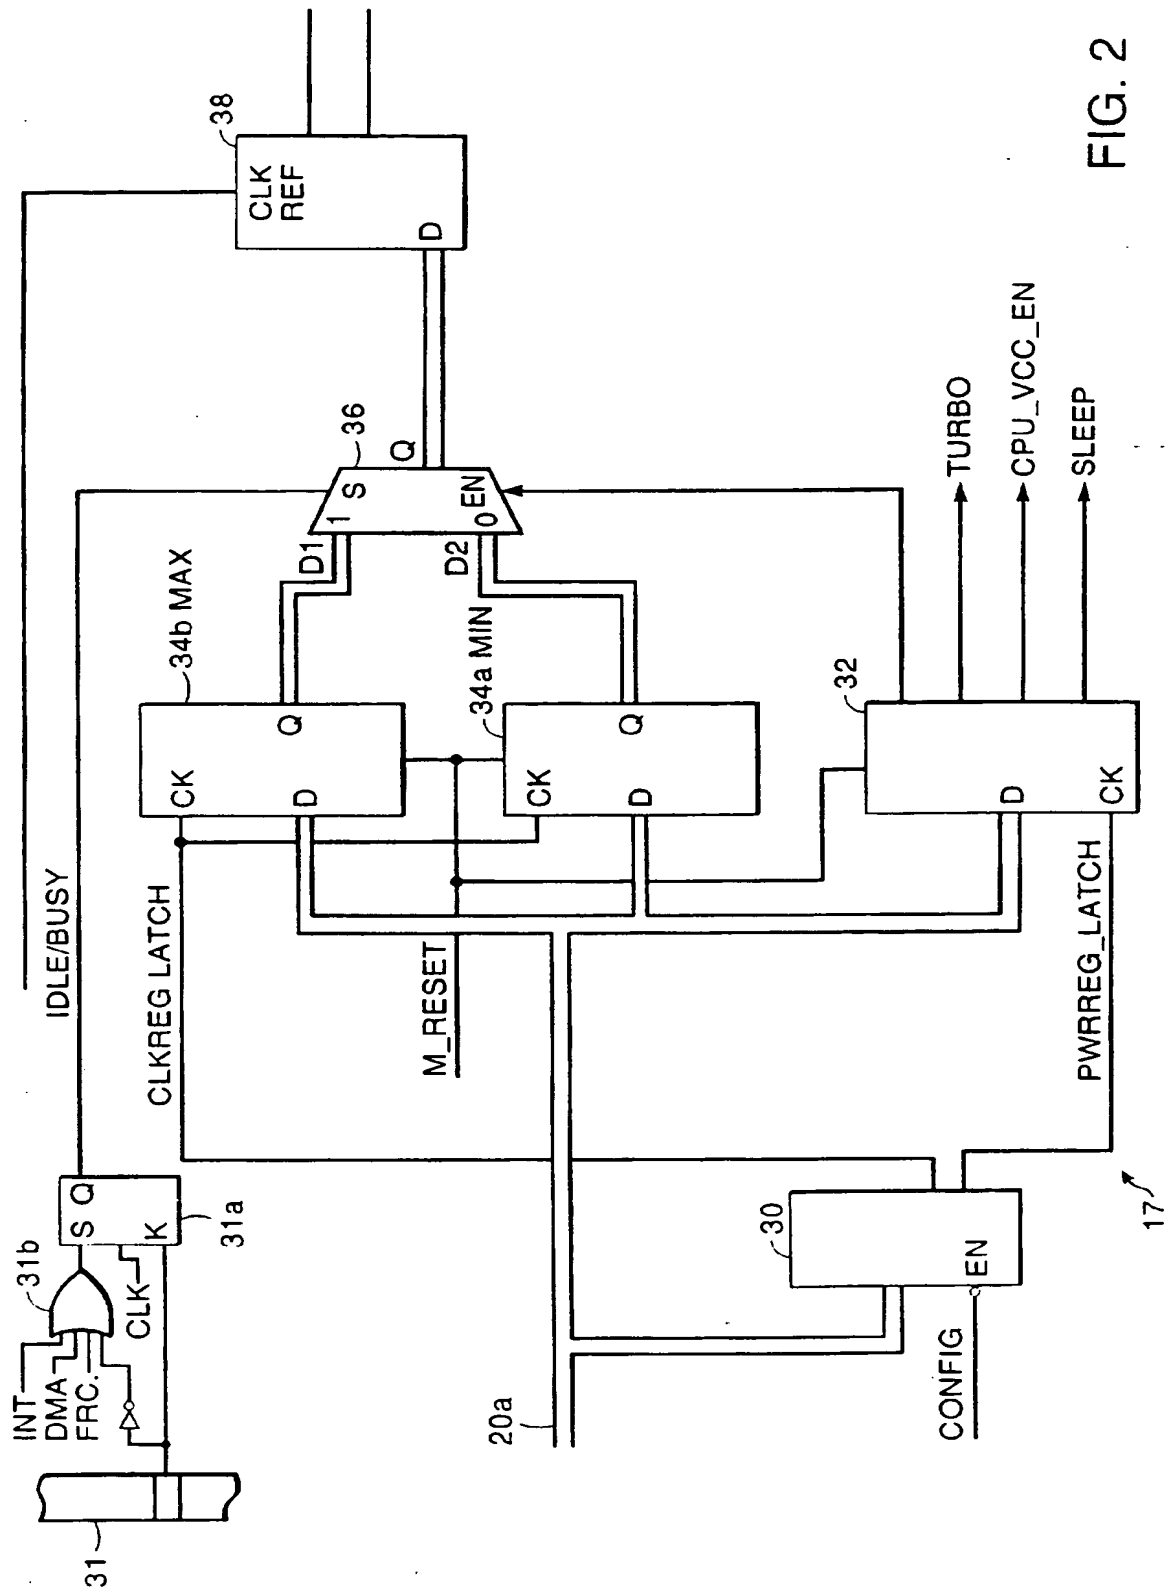 31
INT
DMA
FRC.
31b
CLK
S Q
K
31a
IDLE/BUSY
CLKREG LATCH
M_RESET
20a
CONFIG
EN
30
PWRREG_LATCH
17
CK
D
Q
34b MAX
CK
D
Q
34a MIN
D
CK
32
D1
D2
1
S
0
EN
36
Q
TURBO
CPU_VCC_EN
SLEEP
CLK
REF
D
38
FIG. 2